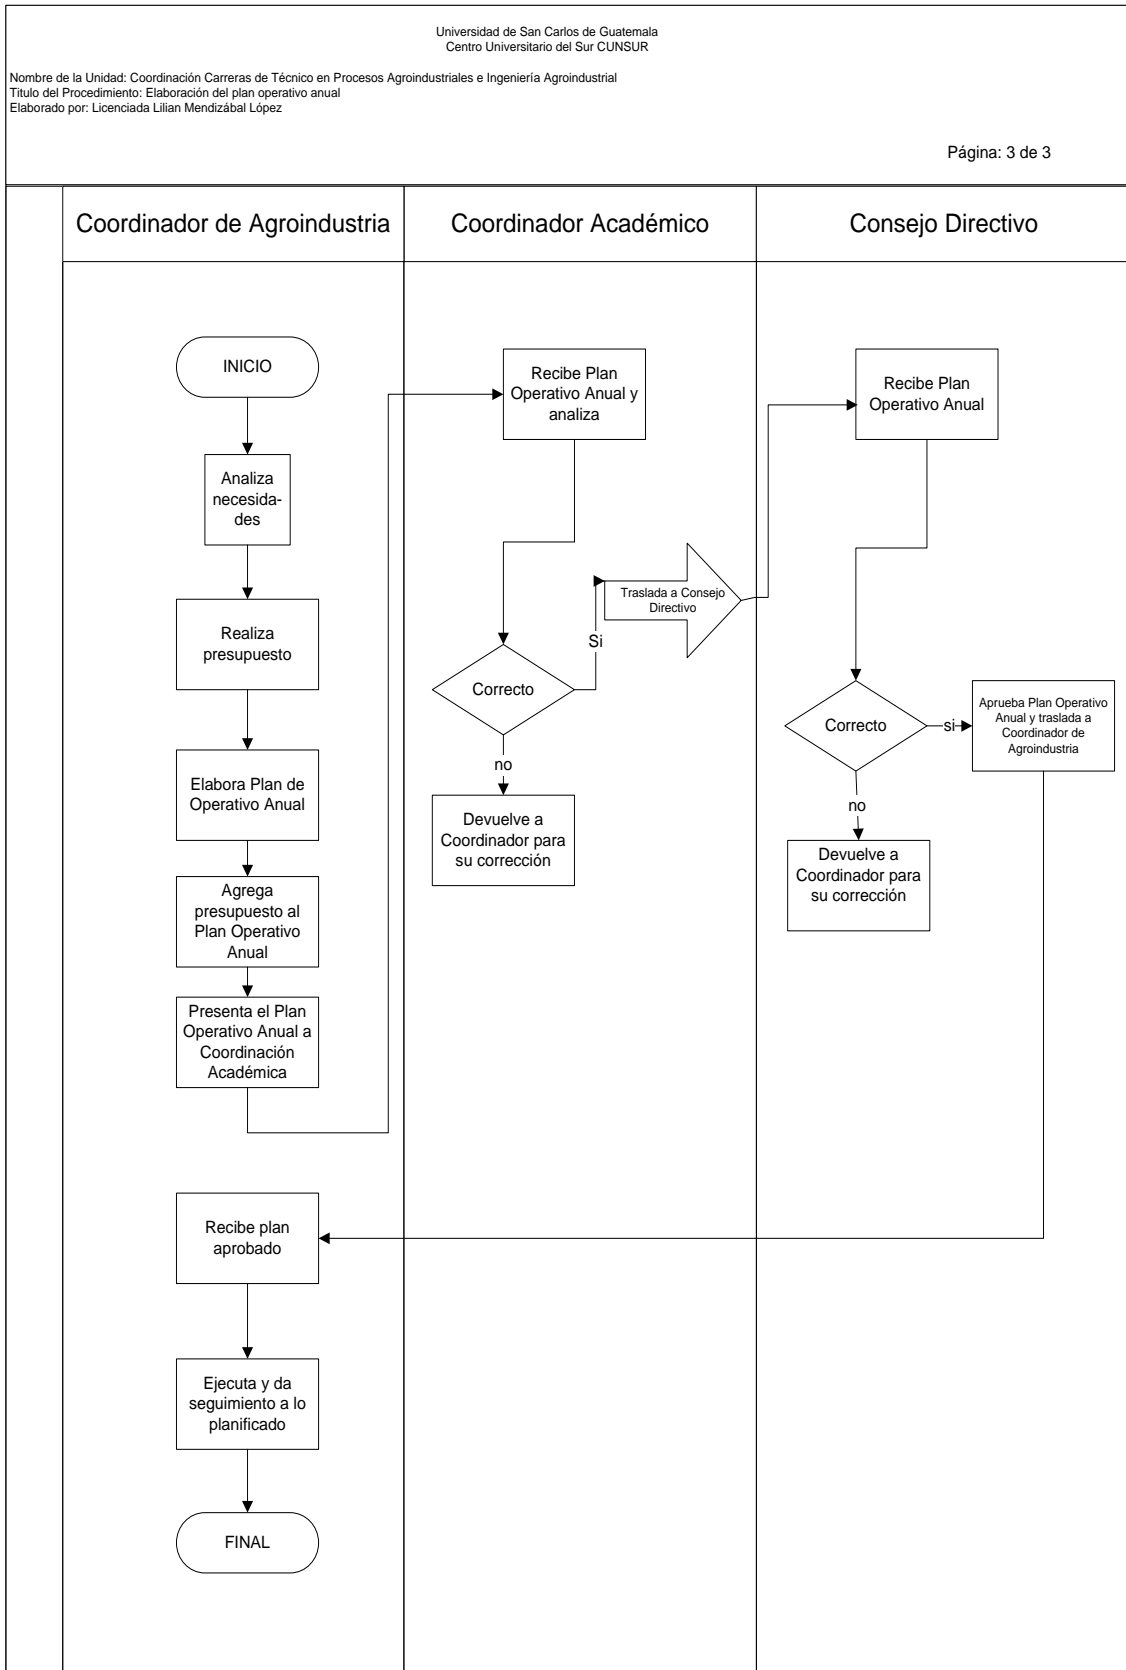 Universidad de San Carlos de Guatemala
Centro Universitario del Sur CUNSUR
Nombre de la Unidad: Coordinación Carreras de Técnico en Procesos Agroindustriales e Ingeniería Agroindustrial
Titulo del Procedimiento: Elaboración del plan operativo anual
Elaborado por: Licenciada Lilian Mendizábal López
Página: 3 de 3
Coordinador de Agroindustria
Coordinador Académico
Consejo Directivo
INICIO
Analiza
necesida-
des
Realiza
presupuesto
Elabora Plan de
Operativo Anual
Agrega
presupuesto al
Plan Operativo
Anual
Presenta el Plan
Operativo Anual a
Coordinación
Académica
Recibe Plan
Operativo Anual y
analiza
Correcto
Si
Traslada a Consejo
Directivo
no
Devuelve a
Coordinador para
su corrección
Recibe Plan
Operativo Anual
Correcto
si
Aprueba Plan Operativo
Anual y traslada a
Coordinador de
Agroindustria
no
Devuelve a
Coordinador para
su corrección
Recibe plan
aprobado
Ejecuta y da
seguimiento a lo
planificado
FINAL